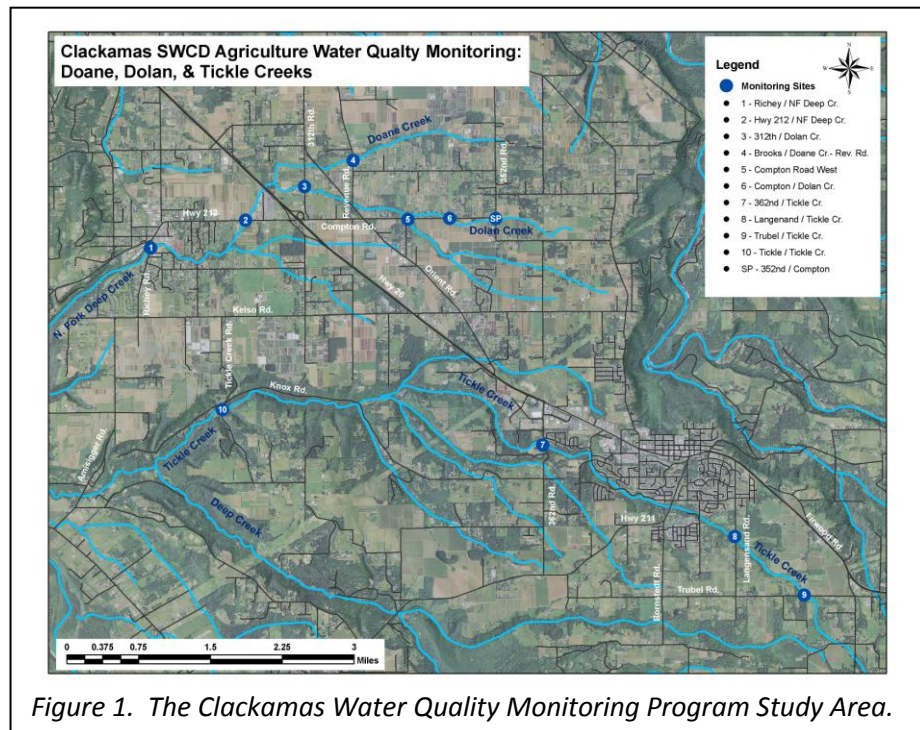 Clackamas SWCD Agriculture Water Qualty Monitoring:
Doane, Dolan, & Tickle Creeks
Legend
N
W E
S
Monitoring Sites
1 - Richey / NF Deep Cr.
2 - Hwy 212 / NF Deep Cr.
3 - 312th / Dolan Cr.
4 - Brooks / Doane Cr.- Rev. Rd.
5 - Compton Road West
6 - Compton / Dolan Cr.
7 - 362nd / Tickle Cr.
8 - Langenand / Tickle Cr.
9 - Trubel / Tickle Cr.
10 - Tickle / Tickle Cr.
SP - 352nd / Compton
312th Rd.
Doane Creek
4
352nd Rd.
3
Revenue Rd.
Hwy 212
2
Compton Rd.
5
6
SP
Dolan Creek
1
Richey Rd.
N. Fork Deep Creek
Orient Rd.
Hwy 26
Kelso Rd.
Tickle Creek Rd.
Knox Rd.
Tickle Creek
10
Tickle Creek
7
Amisigger Rd.
Deep Creek
362nd Rd.
Hwy 211
8
Langensand Rd.
Firwood Rd.
Tickle Creek
Bornstedt Rd.
Trubel Rd.
9
0 0.375 0.75 1.5 2.25 3
Miles
Figure 1. The Clackamas Water Quality Monitoring Program Study Area.